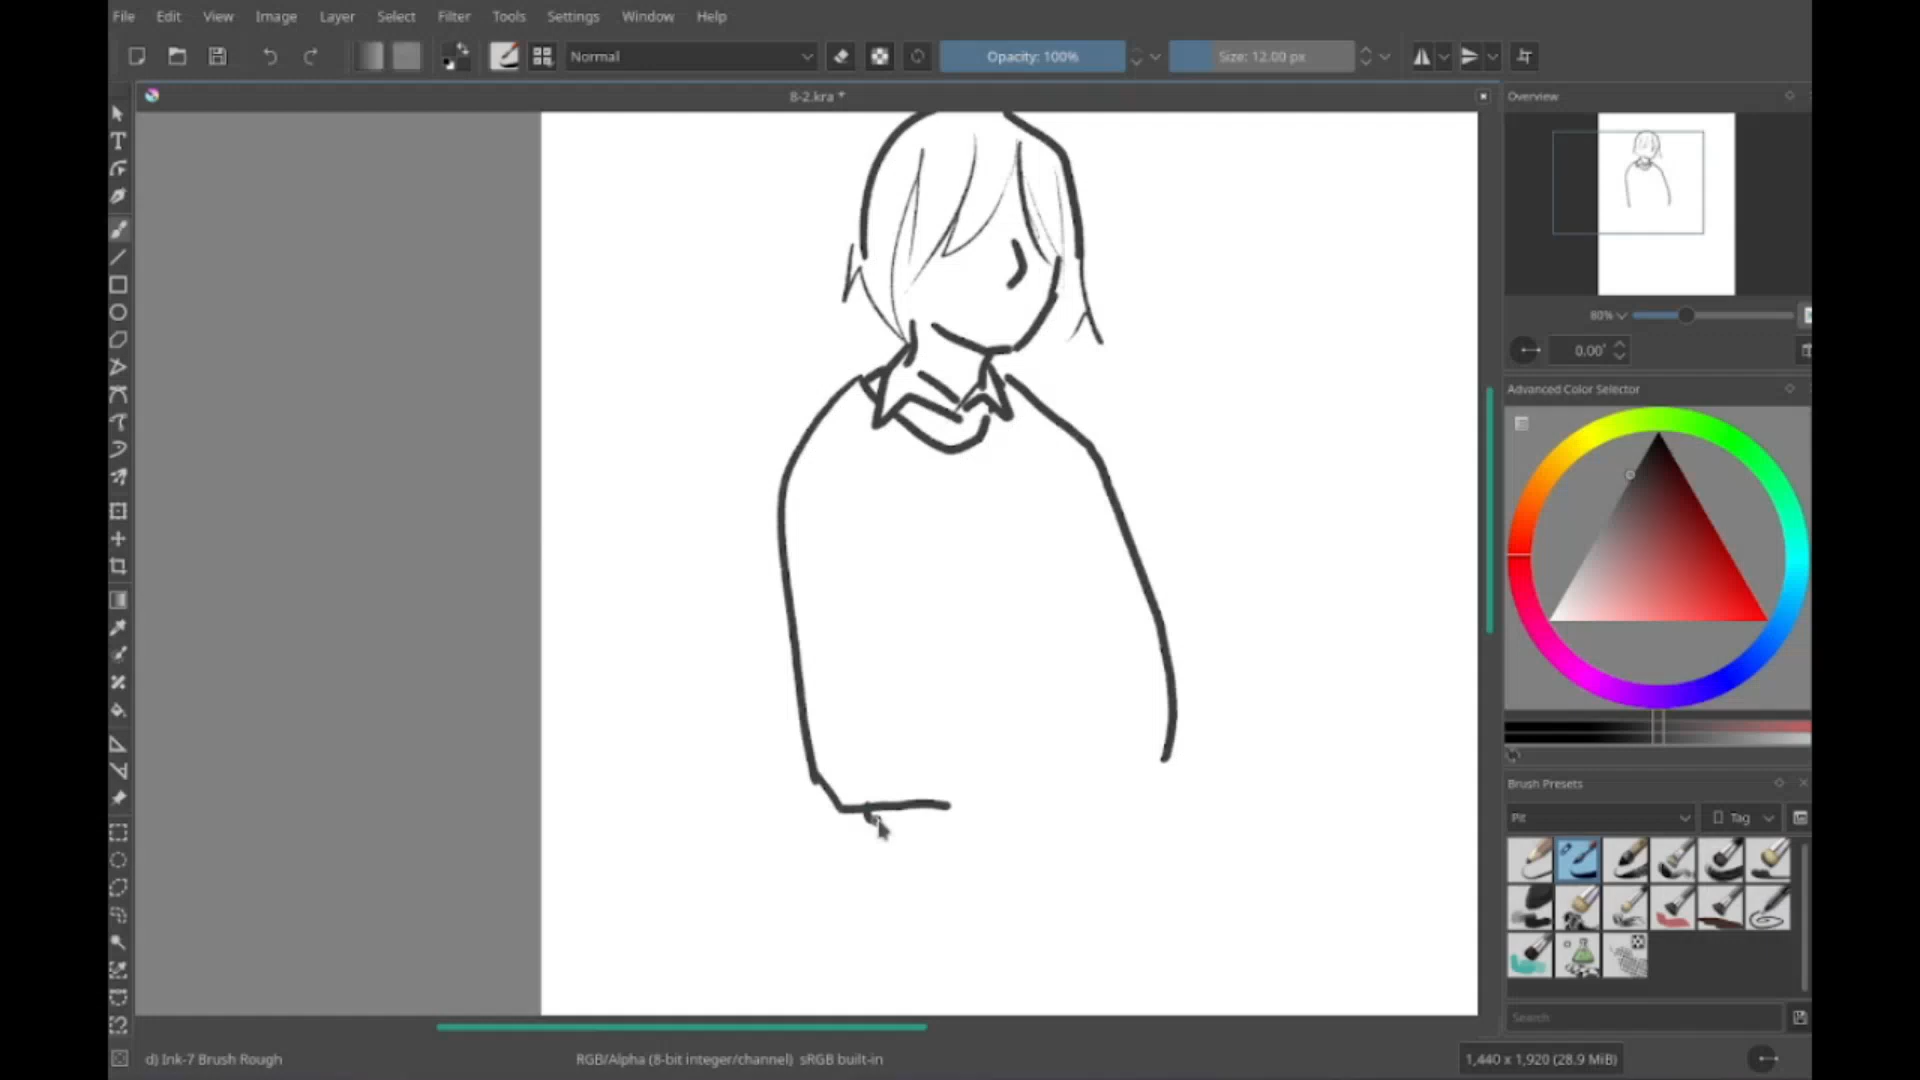 File Edit View Image Layer Select Filter Tools Settings Window Help
Normal Opacity: 100% Size: 12.00 px
8-2.kra *
Overview
80%
0.00°
Advanced Color Selector
Brush Presets
Pit Tag
Search
d) Ink-7 Brush Rough RGB/Alpha (8-bit integer/channel) sRGB built-in 1,440 x 1,920 (28.9 MiB)